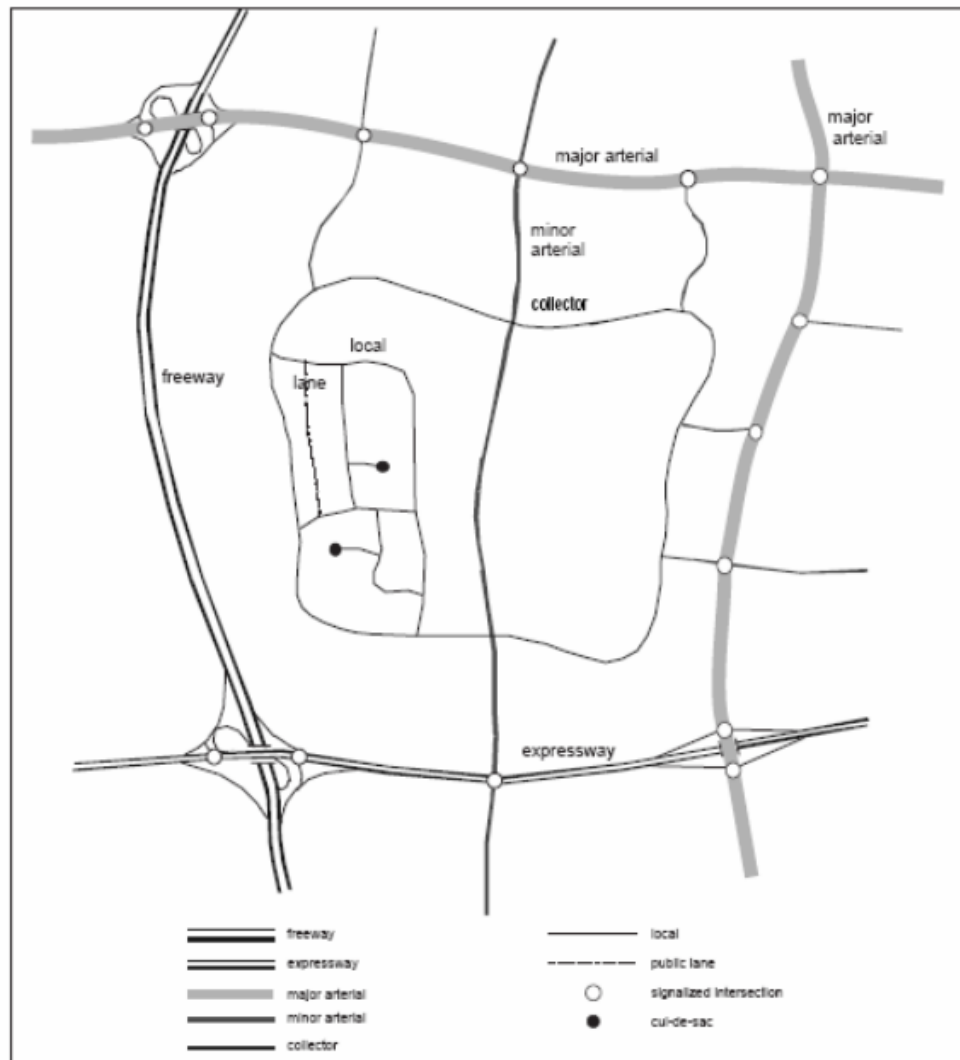 major
arterial
major arterial
minor
arterial
collector
local
lane
freeway
expressway
freeway
expressway
major arterial
minor arterial
collector
local
public lane
signalized intersection
cul-de-sac